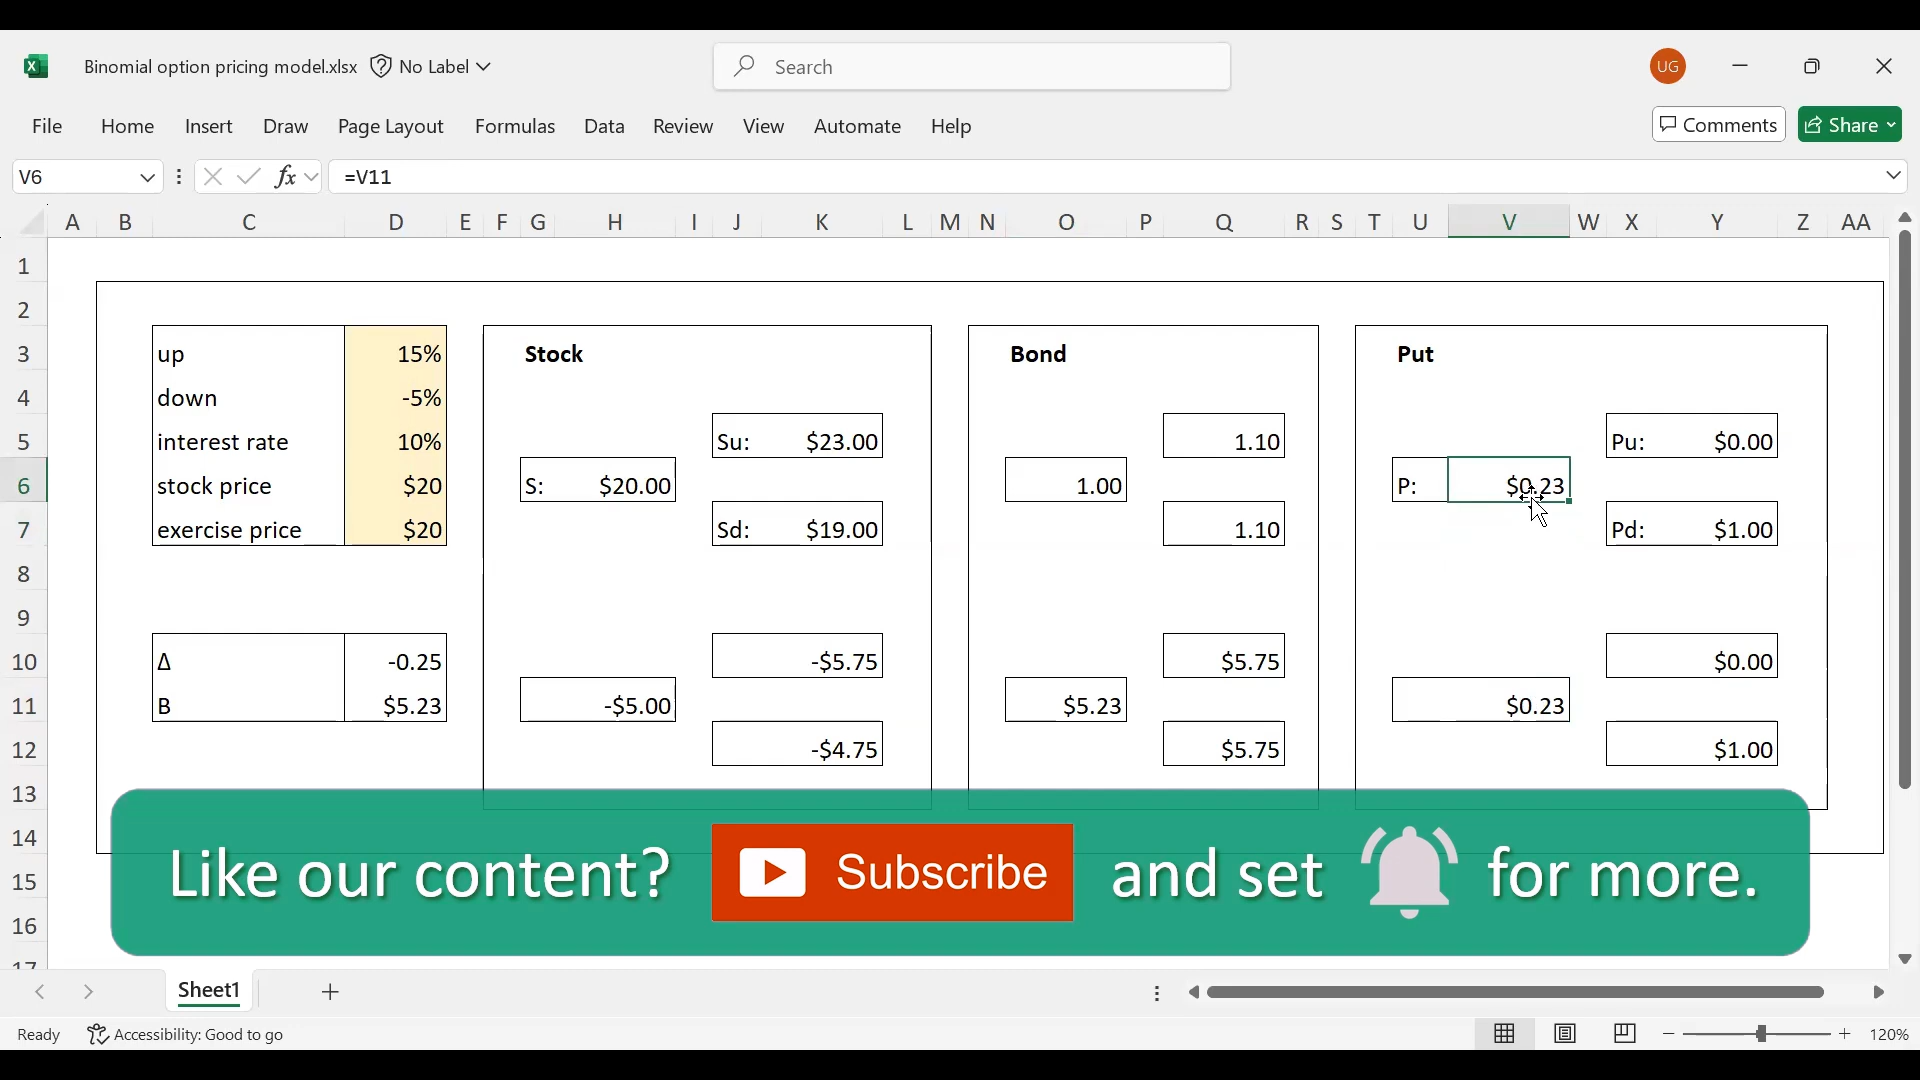 Binomial option pricing model.xlsx No Label
Search
UG
File Home Insert Draw Page Layout Formulas Data Review View Automate Help
Comments Share
V6 fx =V11
A B C D E F G H I J K L M N O P Q R S T U V W X Y Z AA
1
2
3 up 15% Stock Bond Put
4 down -5%
5 interest rate 10% Su: $23.00 1.10 Pu: $0.00
6 stock price $20 S: $20.00 1.00 P: $0.23
7 exercise price $20 Sd: $19.00 1.10 Pd: $1.00
8
9
10 Δ -0.25 -$5.75 $5.75 $0.00
11 B $5.23 -$5.00 $5.23 $0.23
12 -$4.75 $5.75 $1.00
13
14
15
16
17
Like our content? Subscribe and set for more.
Sheet1
Ready Accessibility: Good to go 120%